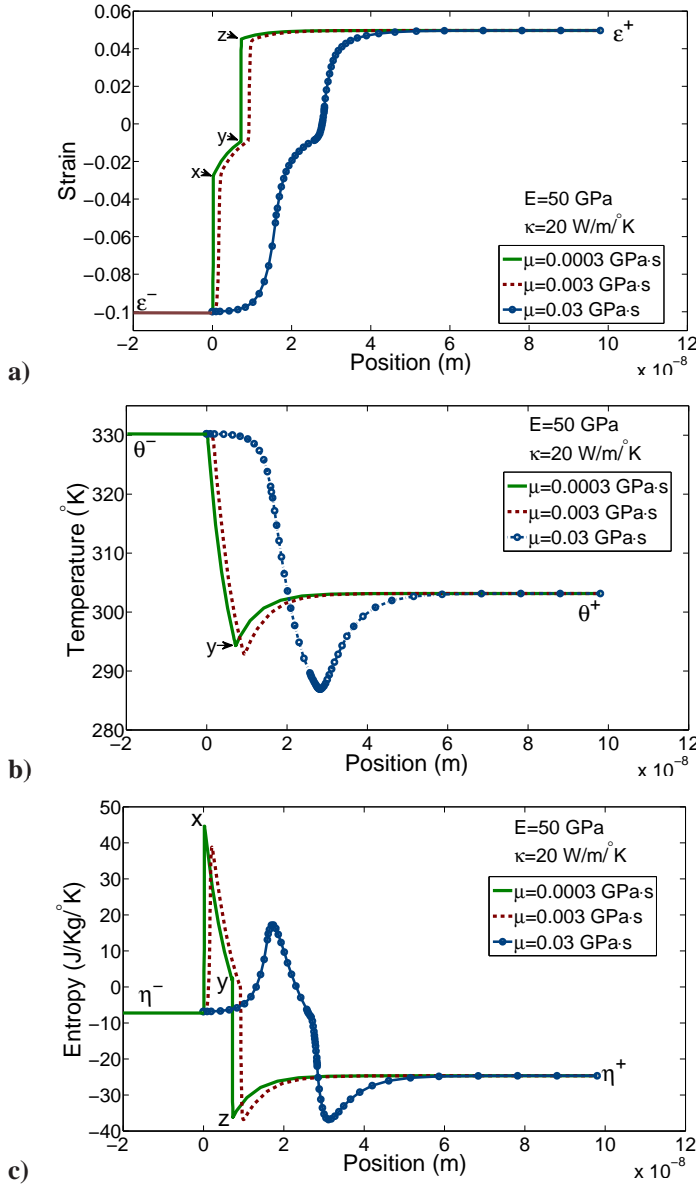 0.06
0.04
0.02
0
−0.02
−0.04
−0.06
−0.08
−0.1
Strain
z
y
x
ε+
ε−
E=50 GPa
κ=20 W/m/°K
μ=0.0003 GPa·s
μ=0.003 GPa·s
μ=0.03 GPa·s
−2 0 2 4 6 8 10 12
Position (m)
x 10−8
a)
330
320
310
300
290
280
Temperature (°K)
θ−
y
θ+
E=50 GPa
κ=20 W/m/°K
μ=0.0003 GPa·s
μ=0.003 GPa·s
μ=0.03 GPa·s
−2 0 2 4 6 8 10 12
Position (m)
x 10−8
b)
50
40
30
20
10
0
−10
−20
−30
−40
Entropy (J/Kg/°K)
x
η−
y
z
η+
E=50 GPa
κ=20 W/m/°K
μ=0.0003 GPa·s
μ=0.003 GPa·s
μ=0.03 GPa·s
−2 0 2 4 6 8 10 12
Position (m)
x 10−8
c)